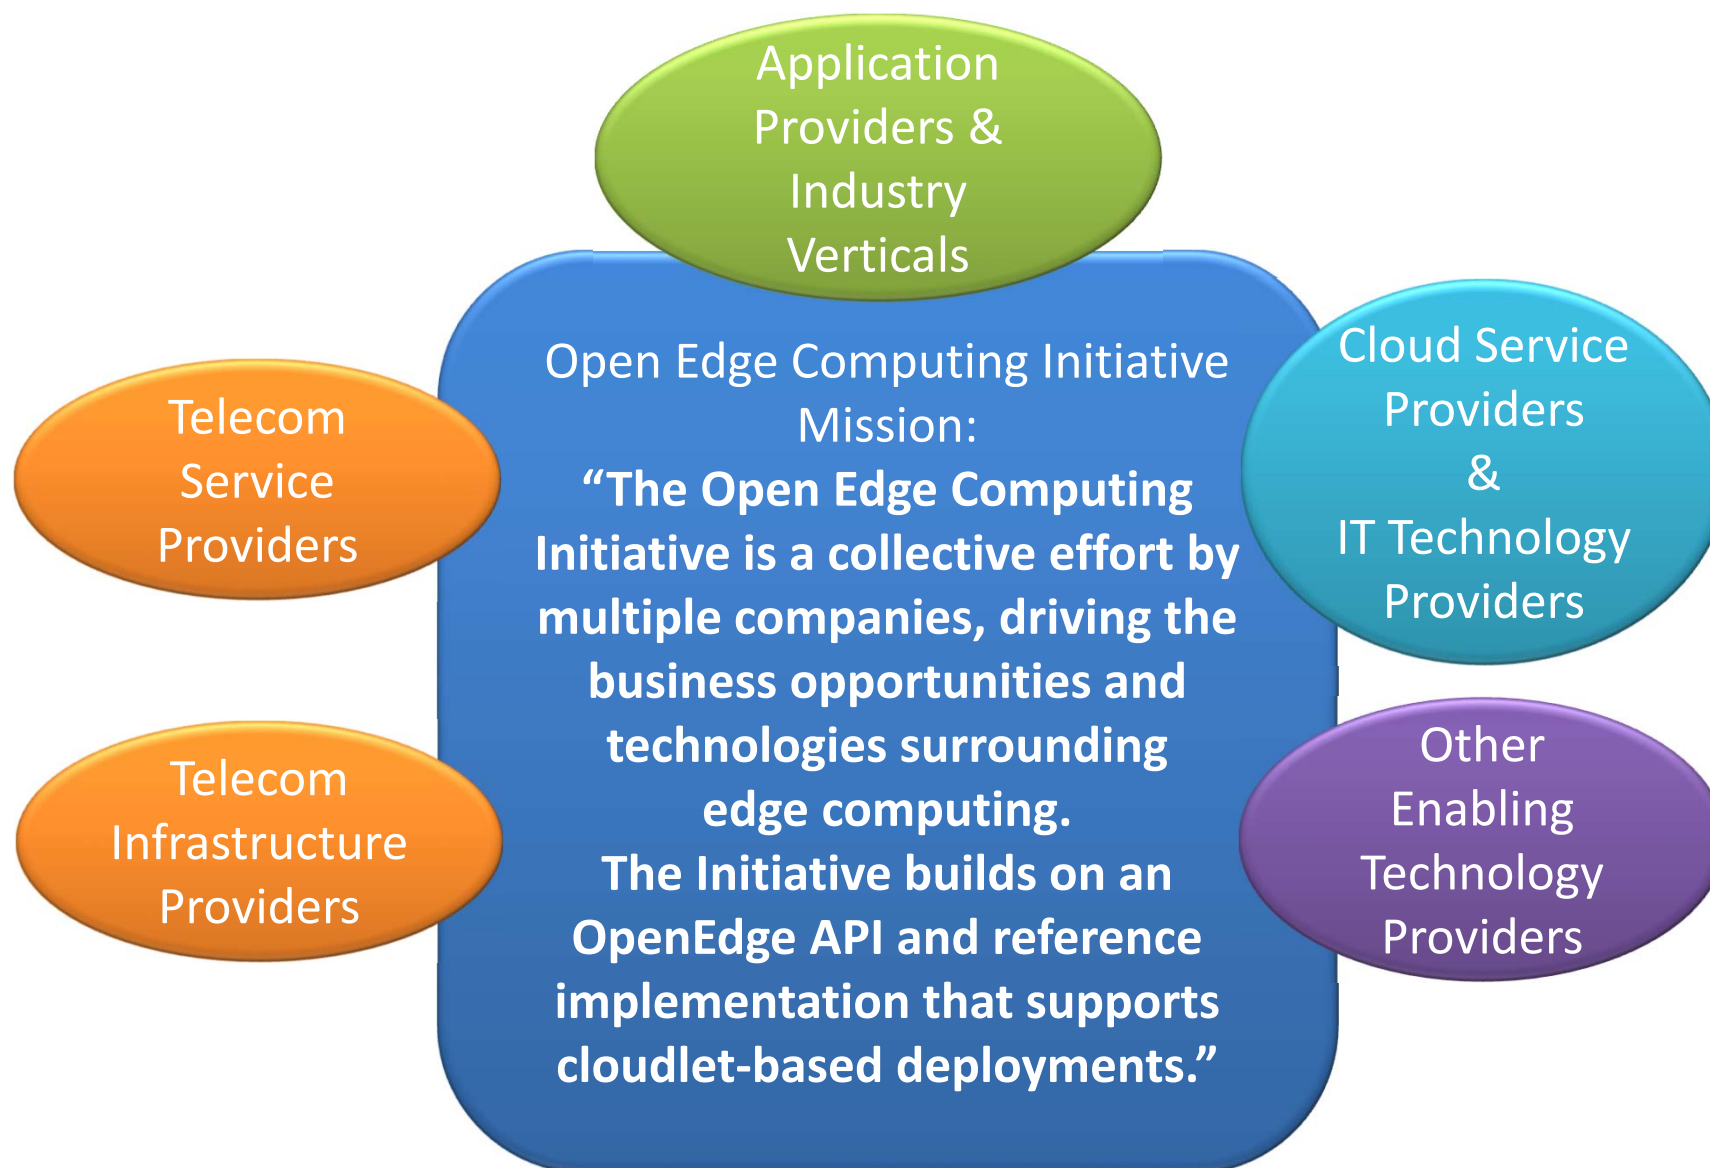 Application
Providers &
Industry
Verticals
Telecom
Service
Providers
Telecom
Infrastructure
Providers
Open Edge Computing Initiative
Mission:
“The Open Edge Computing
Initiative is a collective effort by
multiple companies, driving the
business opportunities and
technologies surrounding
edge computing.
The Initiative builds on an
OpenEdge API and reference
implementation that supports
cloudlet-based deployments.”
Cloud Service
Providers
&
IT Technology
Providers
Other
Enabling
Technology
Providers